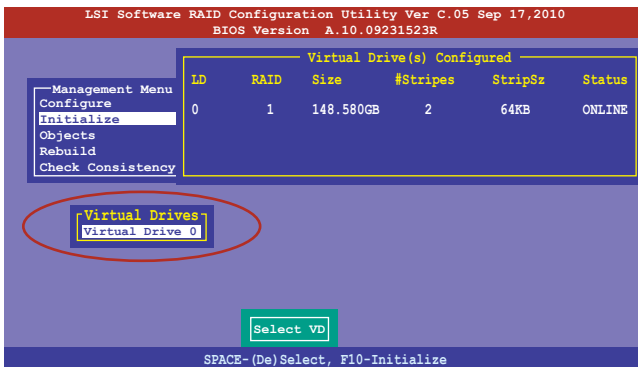 LSI Software RAID Configuration Utility Ver C.05 Sep 17,2010
BIOS Version A.10.09231523R
Virtual Drive(s) Configured
LD RAID Size #Stripes StripSz Status
0 1 148.580GB 2 64KB ONLINE
Management Menu
Configure
Initialize
Objects
Rebuild
Check Consistency
Virtual Drives
Virtual Drive 0
Select VD
SPACE-(De)Select, F10-Initialize